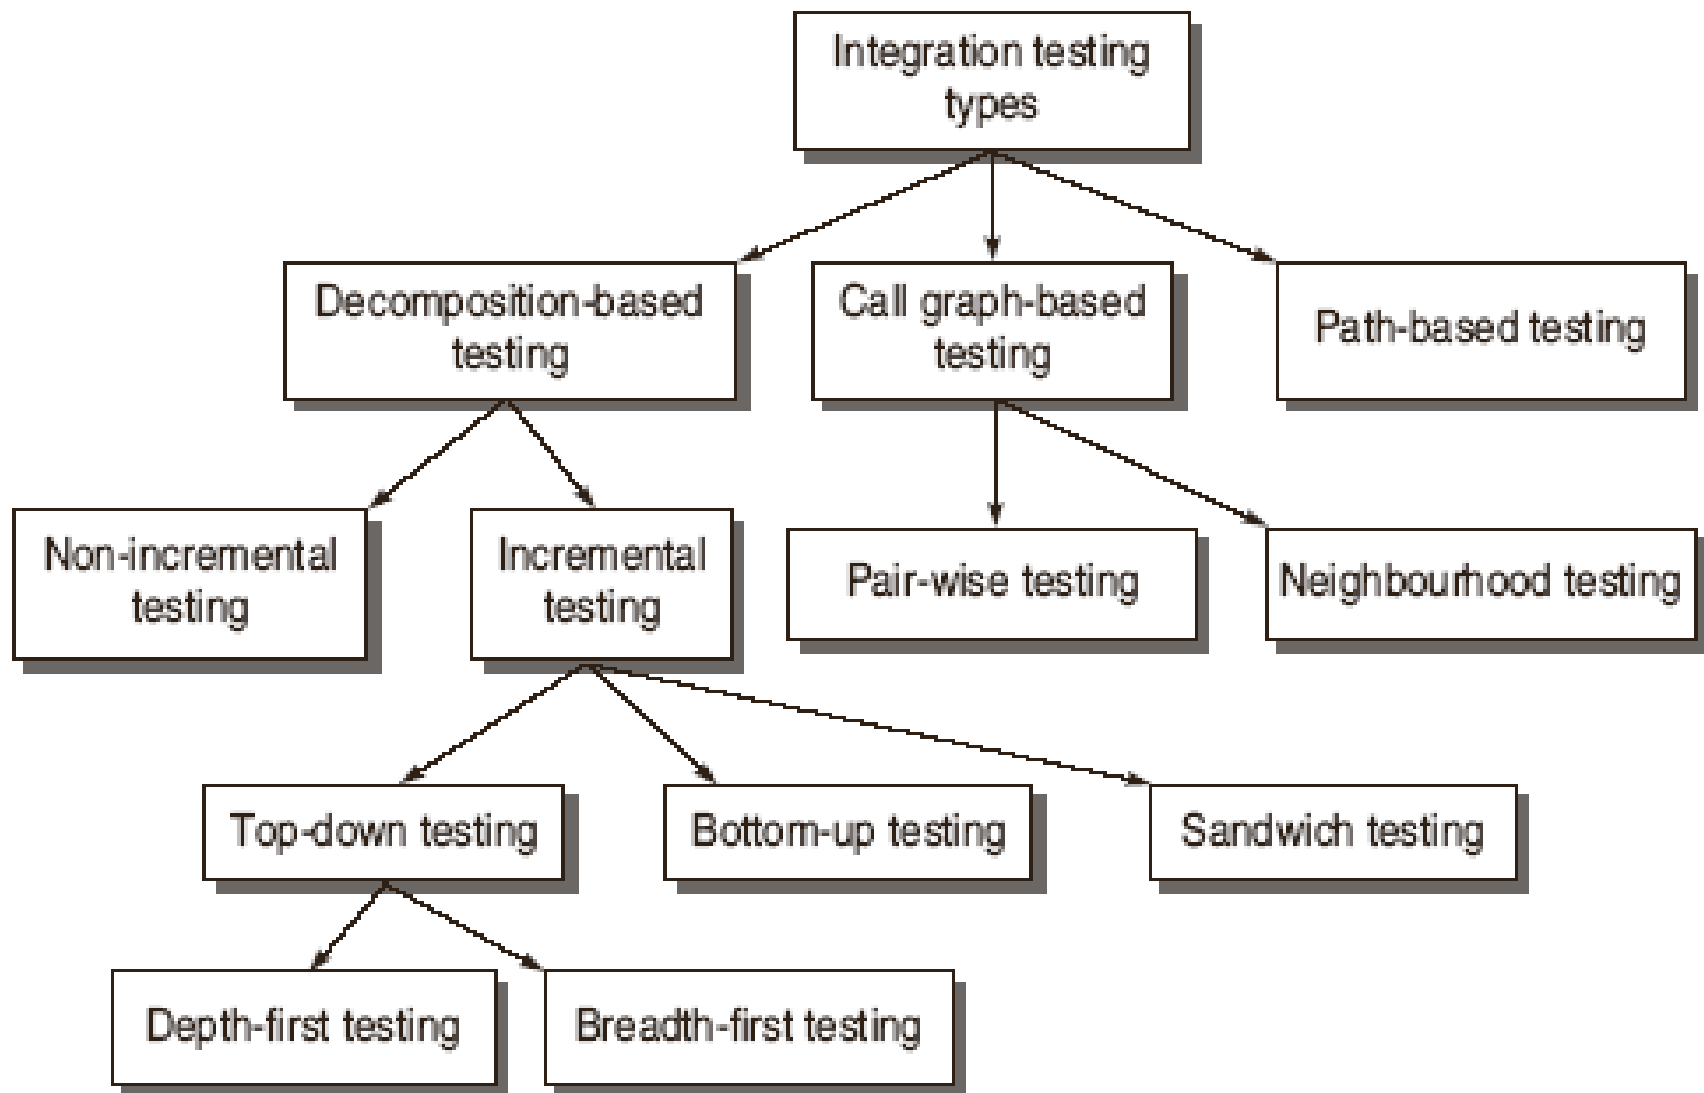 Integration testing
types
Decomposition-based
testing
Call graph-based
testing
Path-based testing
Non-incremental
testing
Incremental
testing
Pair-wise testing
Neighbourhood testing
Top-down testing
Bottom-up testing
Sandwich testing
Depth-first testing
Breadth-first testing